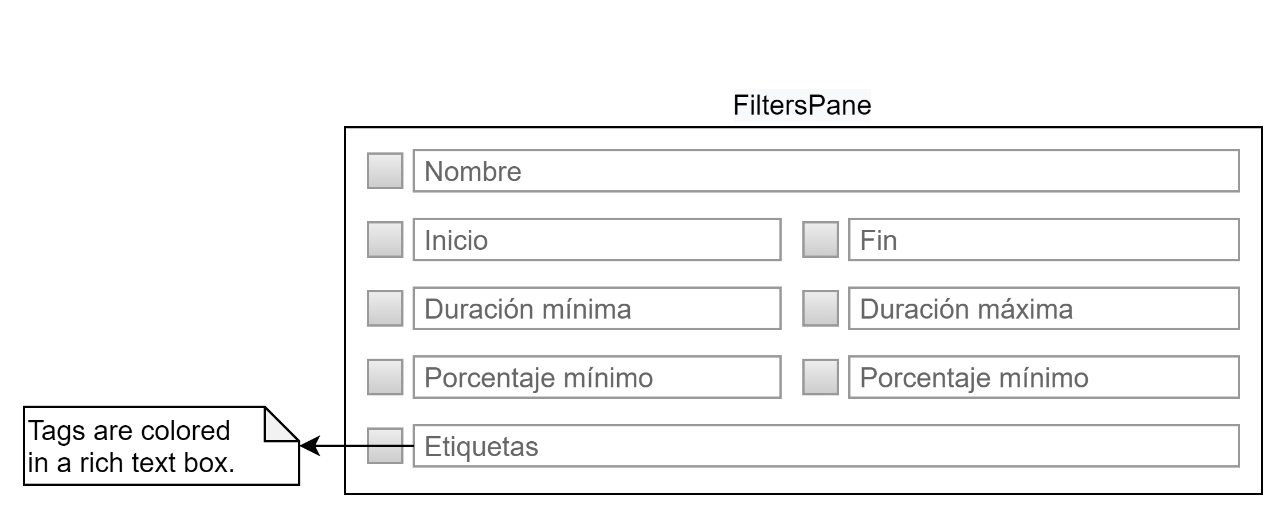 FiltersPane
Nombre
Inicio
Fin
Duración mínima
Duración máxima
Porcentaje mínimo
Porcentaje mínimo
Tags are colored
in a rich text box.
Etiquetas